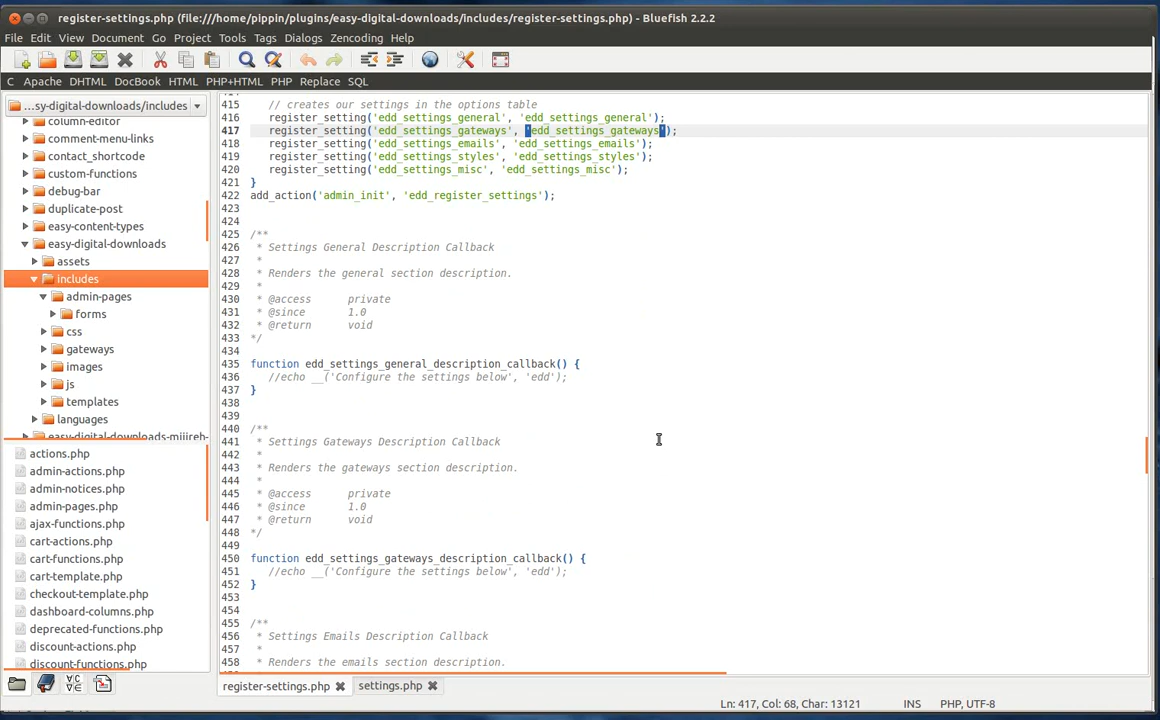 register-settings.php (file:///home/pippin/plugins/easy-digital-downloads/includes/register-settings.php) - Bluefish 2.2.2
File Edit View Document Go Project Tools Tags Dialogs Zencoding Help
C Apache DHTML DocBook HTML PHP+HTML PHP Replace SQL
...sy-digital-downloads/includes
column-editor
comment-menu-links
contact_shortcode
custom-functions
debug-bar
duplicate-post
easy-content-types
easy-digital-downloads
assets
includes
admin-pages
forms
css
gateways
images
js
templates
languages
easy-digital-downloads-mijireh-
actions.php
admin-actions.php
admin-notices.php
admin-pages.php
ajax-functions.php
cart-actions.php
cart-functions.php
cart-template.php
checkout-template.php
dashboard-columns.php
deprecated-functions.php
discount-actions.php
discount-functions.php
414
415 // creates our settings in the options table
416 register_setting('edd_settings_general', 'edd_settings_general');
417 register_setting('edd_settings_gateways', 'edd_settings_gateways');
418 register_setting('edd_settings_emails', 'edd_settings_emails');
419 register_setting('edd_settings_styles', 'edd_settings_styles');
420 register_setting('edd_settings_misc', 'edd_settings_misc');
421 }
422 add_action('admin_init', 'edd_register_settings');
423
424
425 /**
426 * Settings General Description Callback
427 *
428 * Renders the general section description.
429 *
430 * @access private
431 * @since 1.0
432 * @return void
433 */
434
435 function edd_settings_general_description_callback() {
436 //echo __('Configure the settings below', 'edd');
437 }
438
439
440 /**
441 * Settings Gateways Description Callback
442 *
443 * Renders the gateways section description.
444 *
445 * @access private
446 * @since 1.0
447 * @return void
448 */
449
450 function edd_settings_gateways_description_callback() {
451 //echo __('Configure the settings below', 'edd');
452 }
453
454
455 /**
456 * Settings Emails Description Callback
457 *
458 * Renders the emails section description.
register-settings.php settings.php
Ln: 417, Col: 68, Char: 13121 INS PHP, UTF-8